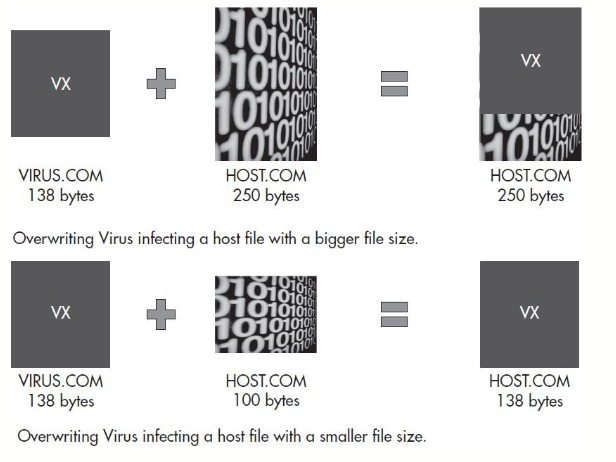 VX
VX
VIRUS.COM HOST.COM HOST.COM
138 bytes 250 bytes 250 bytes
Overwriting Virus infecting a host file with a bigger file size.
VX
VX
VIRUS.COM HOST.COM HOST.COM
138 bytes 100 bytes 138 bytes
Overwriting Virus infecting a host file with a smaller file size.